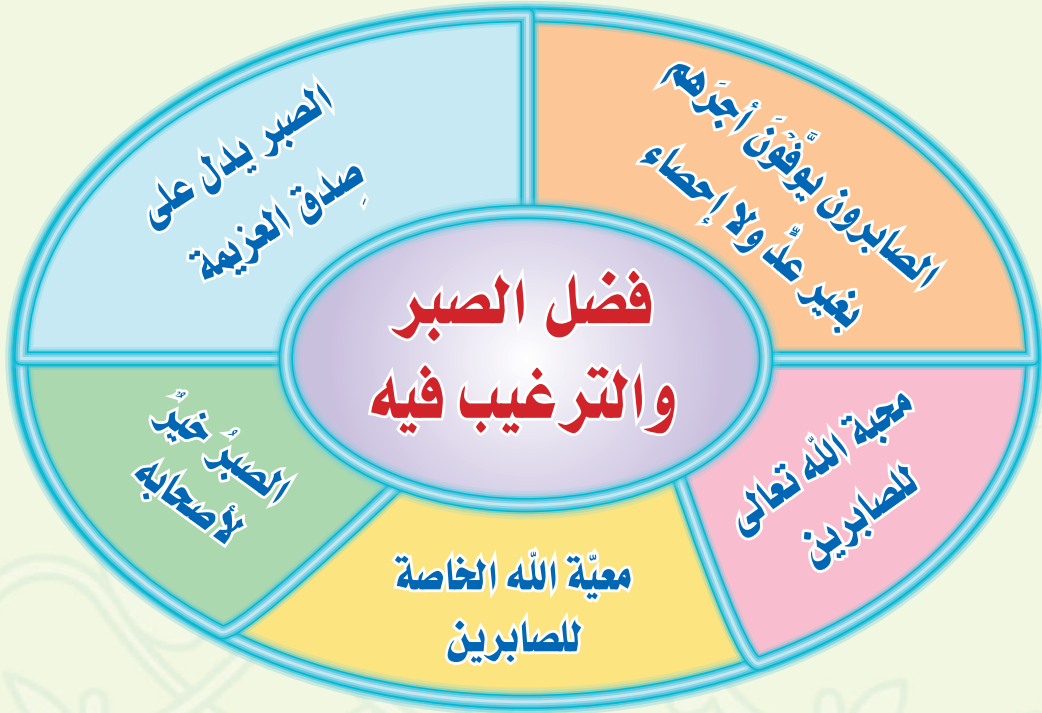 فضل الصبر
والترغيب فيه
الصابرون يوَّفْوَنَ أجرَهم
بغير عدٍّ ولا إحصاء
محبة الله تعالى
للصابرين
معيّة الله الخاصة
للصابرين
الصبرُ خيرٌ
لأصحابه
الصبر يدل على
صِدق العزيمة